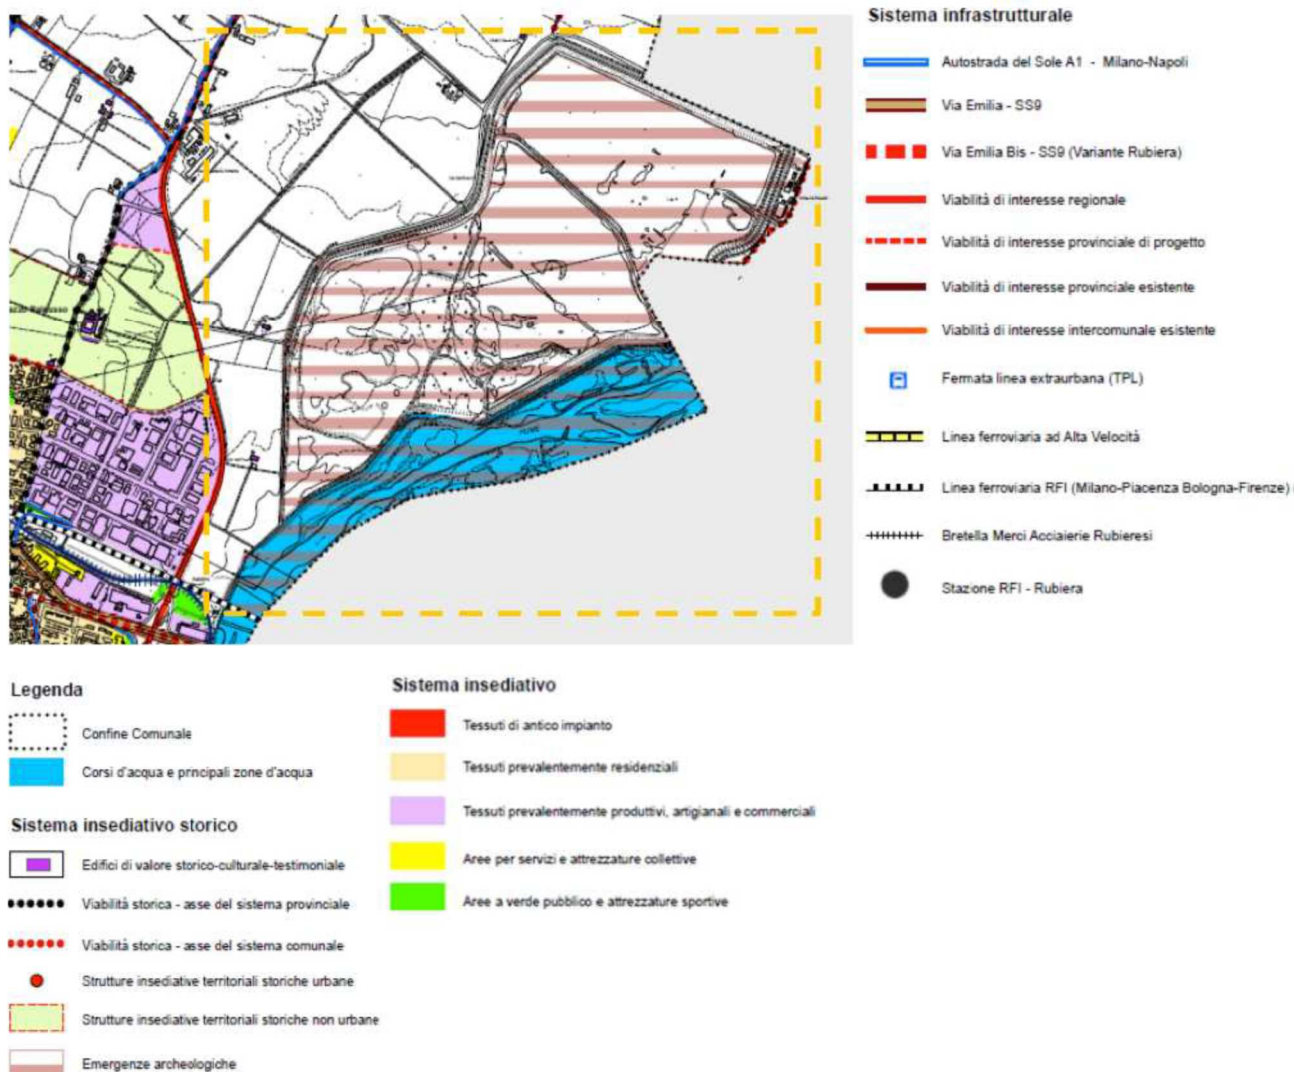 Sistema infrastrutturale
Autostrada del Sole A1 - Milano-Napoli
Via Emilia - SS9
Via Emilia Bis - SS9 (Variante Rubiera)
Viabilità di interesse regionale
Viabilità di interesse provinciale di progetto
Viabilità di interesse provinciale esistente
Viabilità di interesse intercomunale esistente
Fermata linea extraurbana (TPL)
Linea ferroviaria ad Alta Velocità
Linea ferroviaria RFI (Milano-Piacenza Bologna-Firenze)
Bretella Merci Acciaierie Rubieresi
Stazione RFI - Rubiera
Legenda
Confine Comunale
Corsi d'acqua e principali zone d'acqua
Sistema insediativo storico
Edifici di valore storico-culturale-testimoniale
Viabilità storica - asse del sistema provinciale
Viabilità storica - asse del sistema comunale
Strutture insediative territoriali storiche urbane
Strutture insediative territoriali storiche non urbane
Emergenze archeologiche
Sistema insediativo
Tessuti di antico impianto
Tessuti prevalentemente residenziali
Tessuti prevalentemente produttivi, artigianali e commerciali
Aree per servizi e attrezzature collettive
Aree a verde pubblico e attrezzature sportive